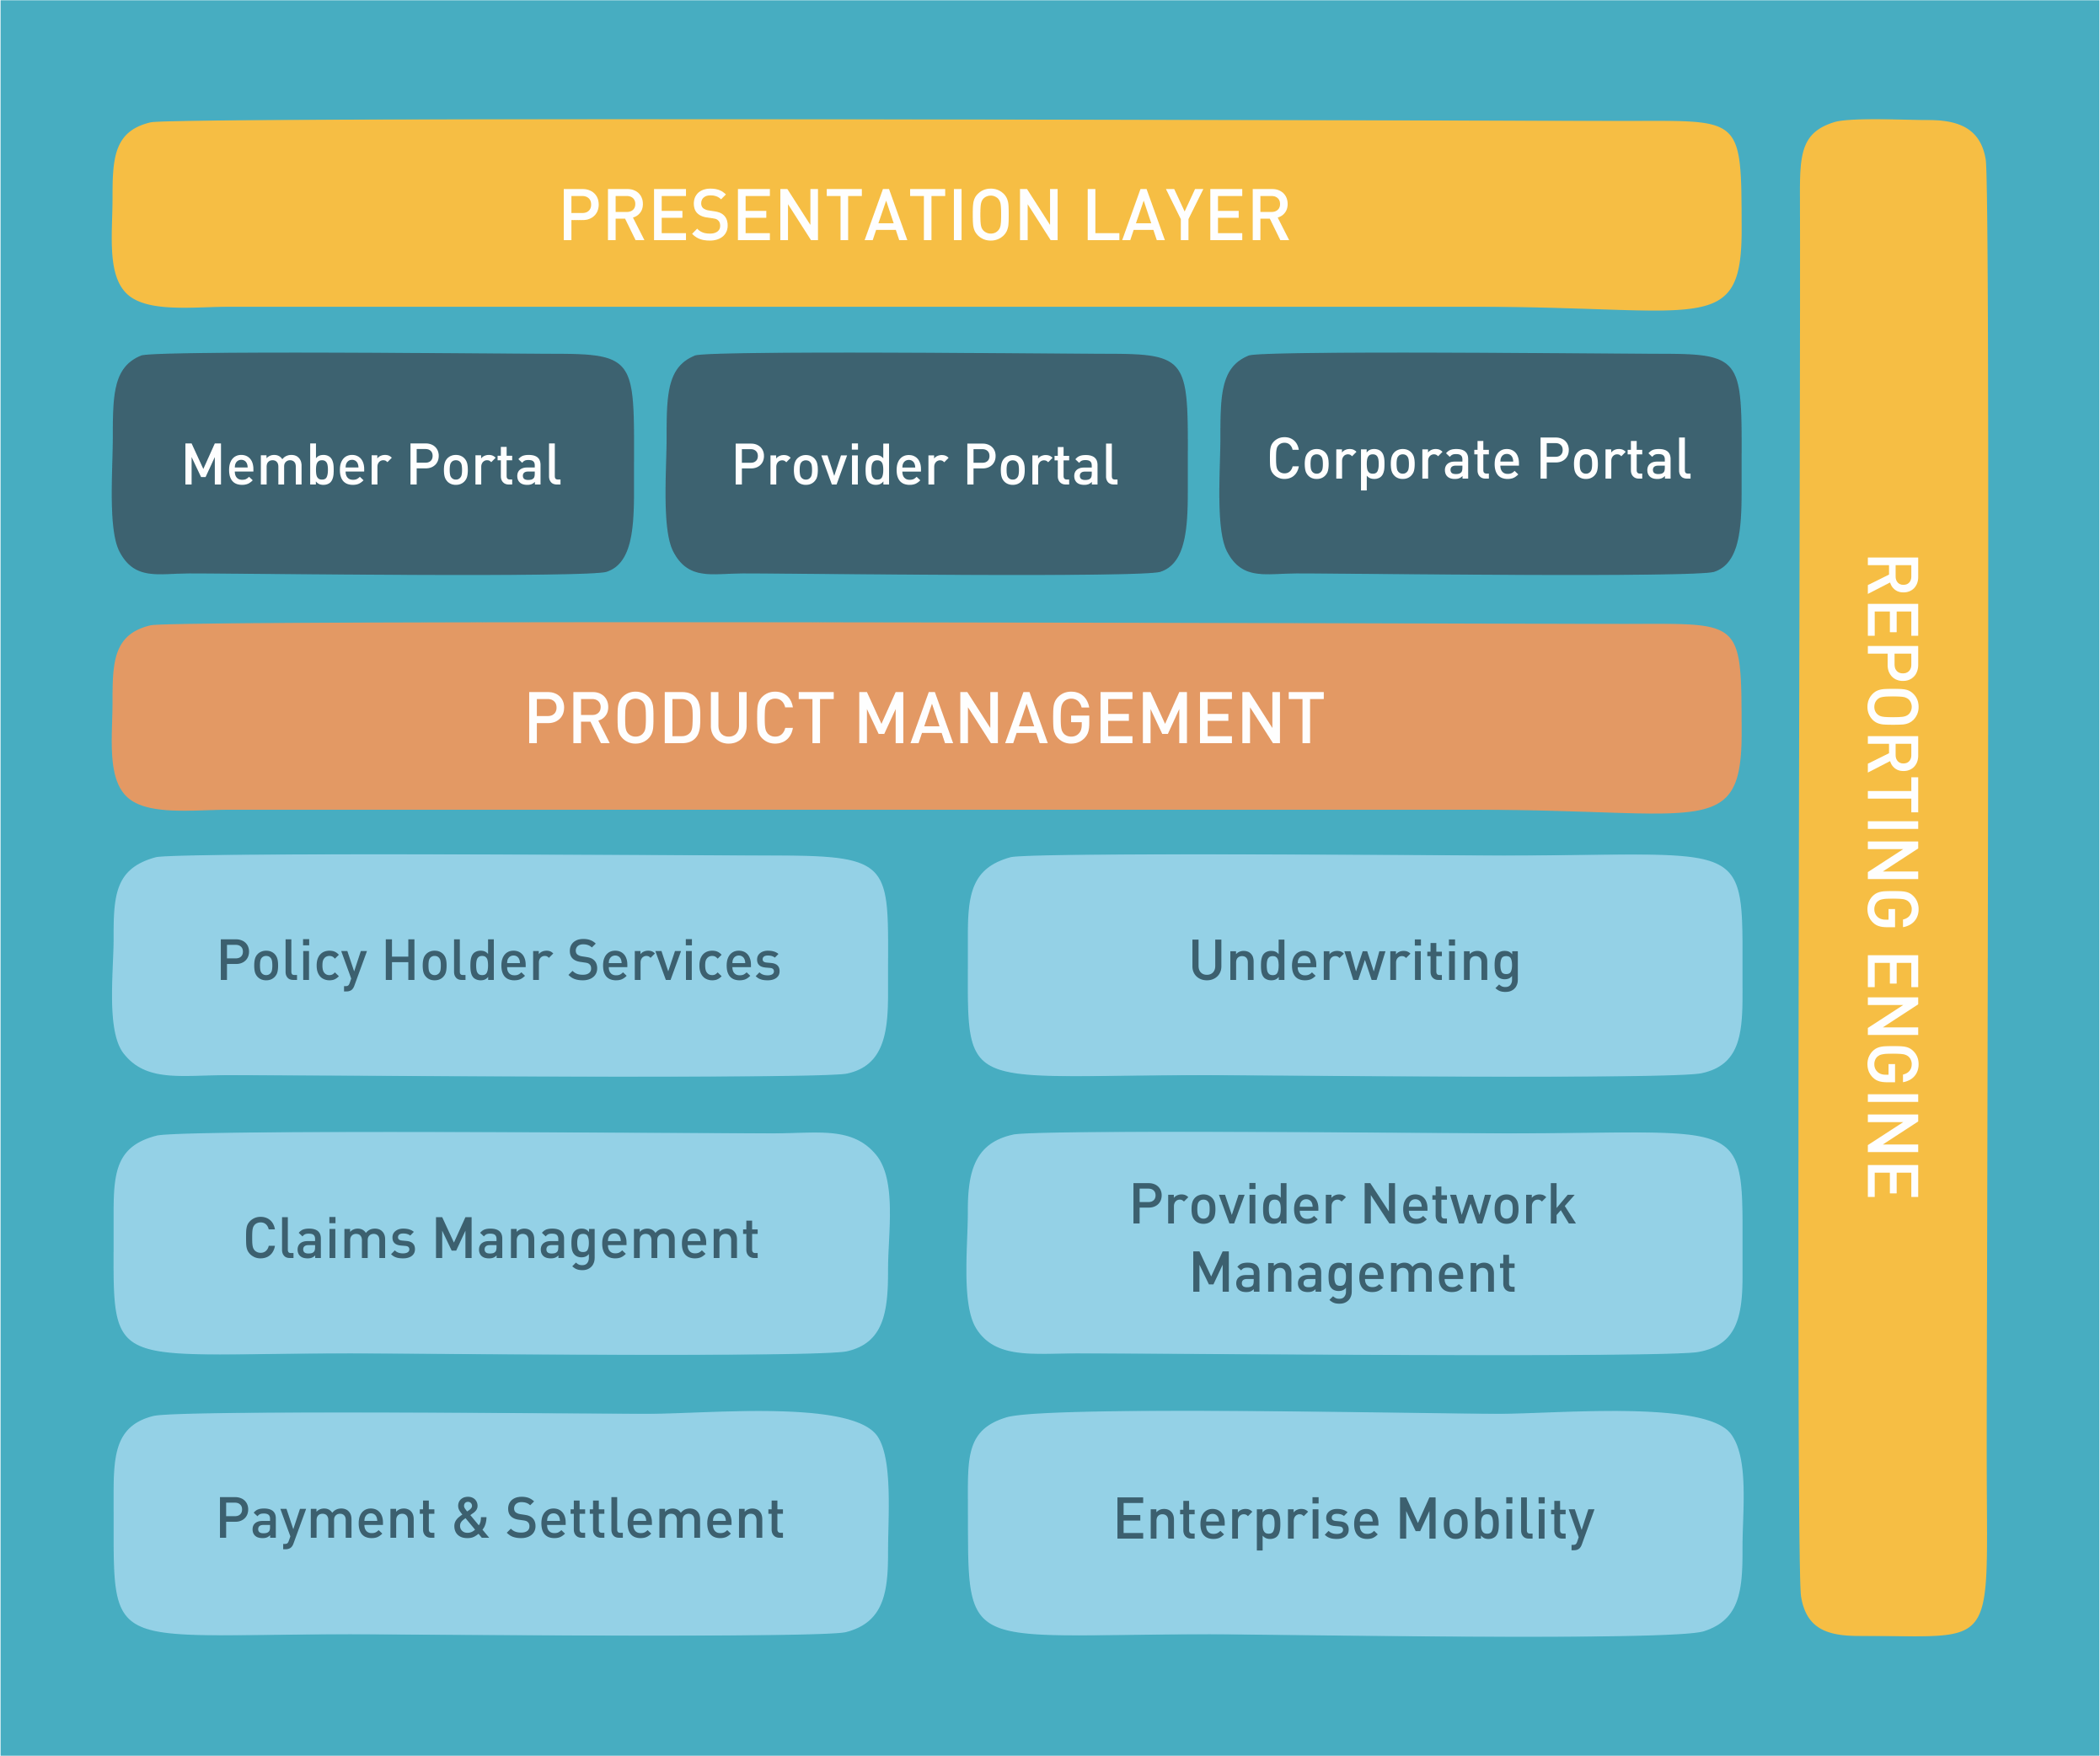 PRESENTATION LAYER
Member Portal
Provider Portal
Corporate Portal
PRODUCT MANAGEMENT
Policy Holder Services
Underwriting
Claims Management
Provider Network
Management
Payment & Settlement
Enterprise Mobility
REPORTING ENGINE